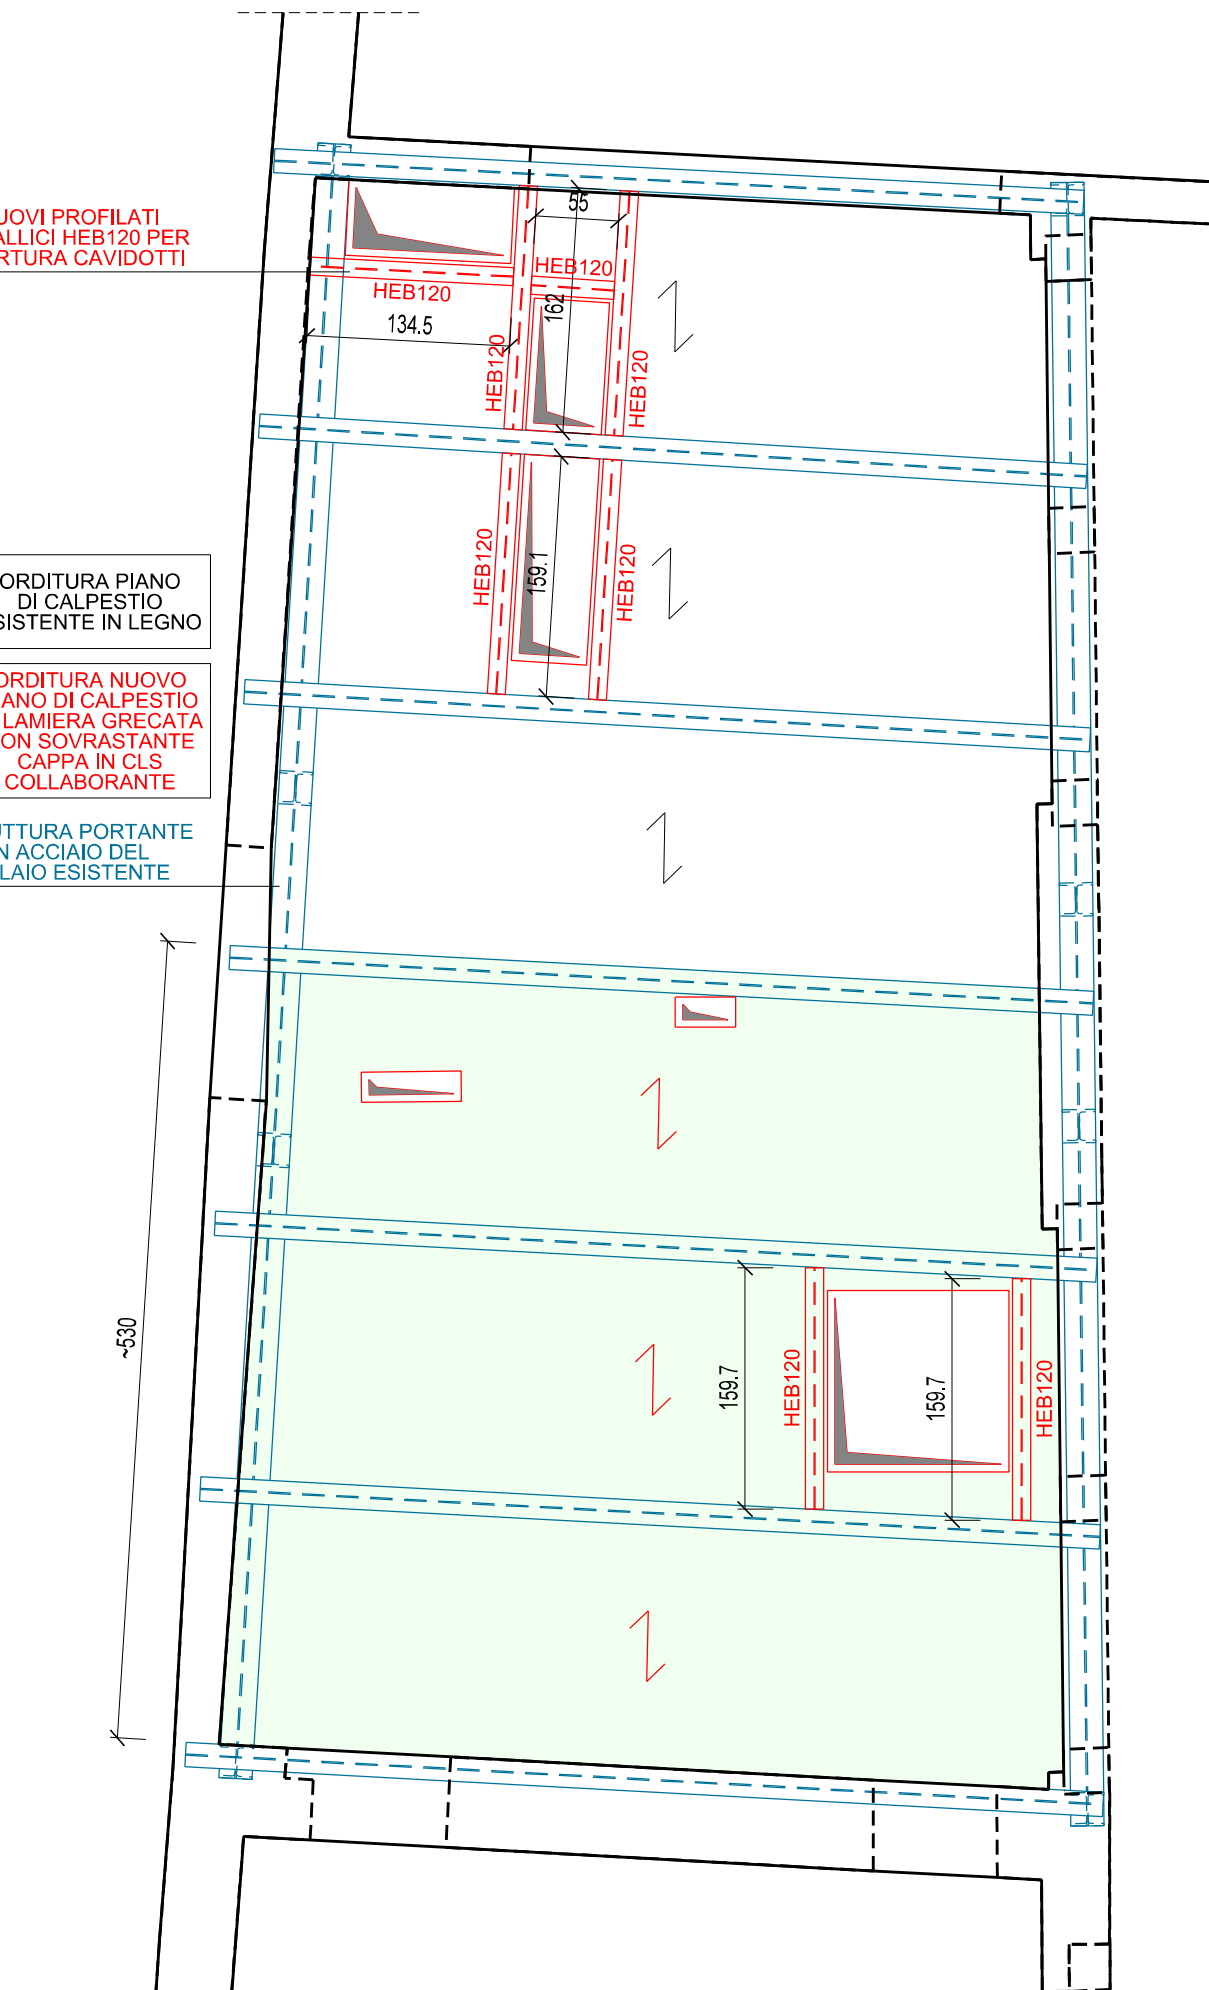 UOVI PROFILATI
ALLICI HEB120 PER
RTURA CAVIDOTTI
55
HEB120
HEB120
162
134.5
HEB120
HEB120
159.1
HEB120
HEB120
ORDITURA PIANO
DI CALPESTIO
SISTENTE IN LEGNO
ORDITURA NUOVO
ANO DI CALPESTIO
LAMIERA GRECATA
ON SOVRASTANTE
CAPPA IN CLS
COLLABORANTE
UTTURA PORTANTE
N ACCIAIO DEL
LAIO ESISTENTE
~530
159.7
HEB120
159.7
HEB120